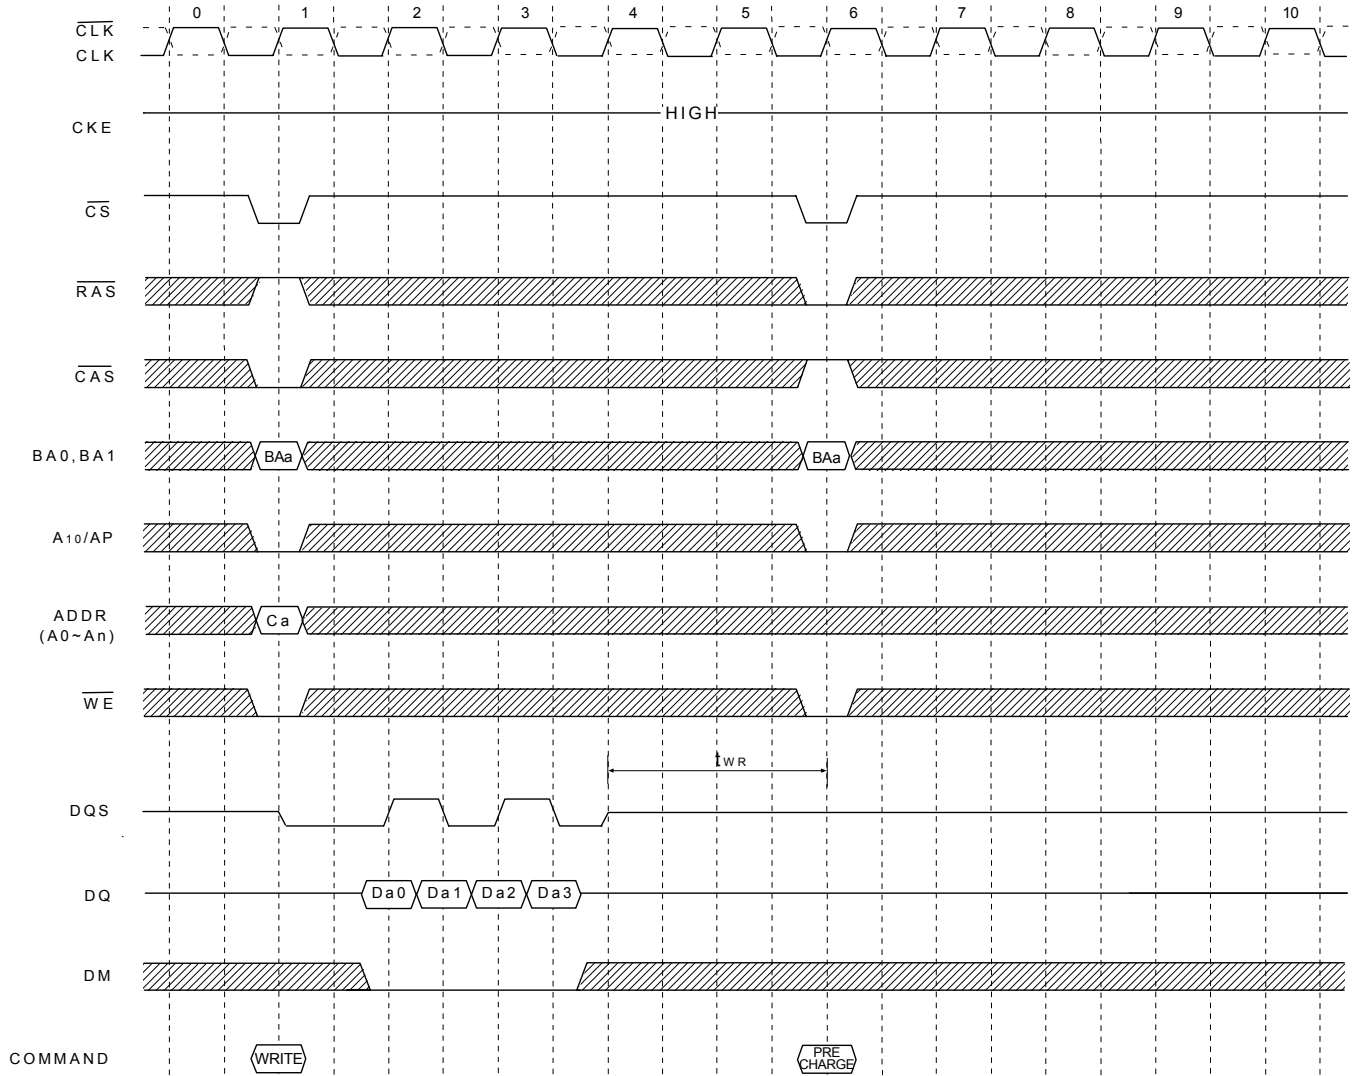 0 1 2 3 4 5 6 7 8 9 10
CLK
CLK
HIGH
CKE
CS
RAS
CAS
BA0,BA1 BAa BAa
A10/AP
ADDR Ca
(A0~An)
WE
tWR
DQS
DQ Da0 Da1 Da2 Da3
DM
COMMAND WRITE PRE
CHARGE